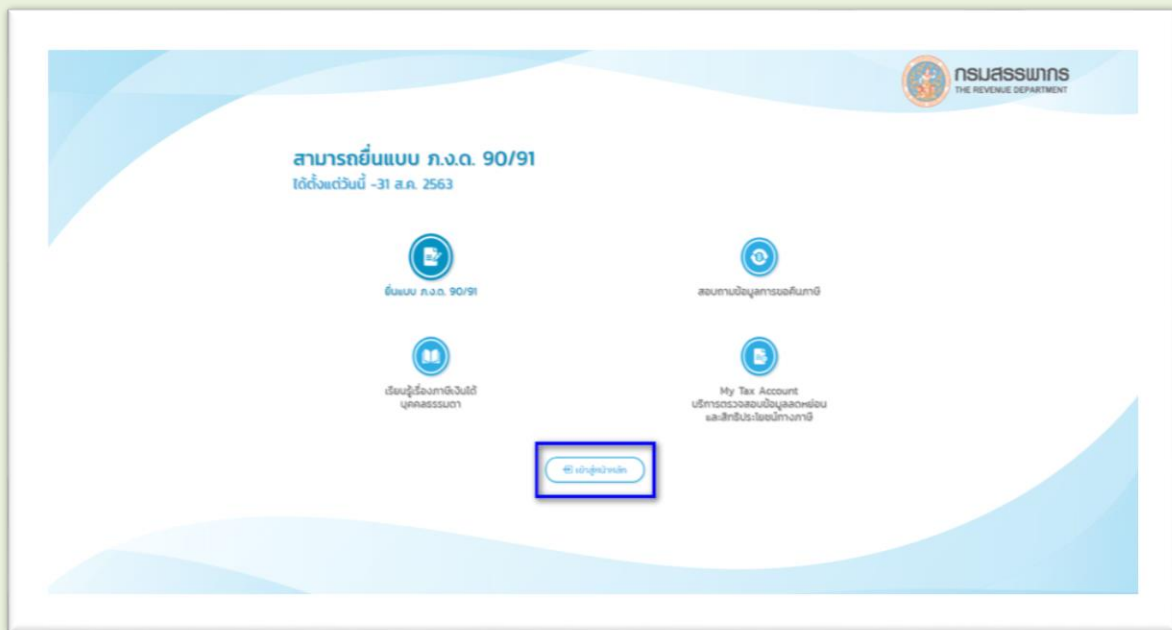 กรมสรรพากร
THE REVENUE DEPARTMENT
สามารถยื่นแบบ ภ.ง.ด. 90/91
ได้ตั้งแต่วันนี้ -31 ส.ค. 2563
ยื่นแบบ ภ.ง.ด. 90/91
สอบถามข้อมูลการขอคืนภาษี
เรียนรู้เรื่องภาษีเงินได้
บุคคลธรรมดา
My Tax Account
บริการตรวจสอบข้อมูลลดหย่อน
และสิทธิประโยชน์ทางภาษี
เข้าสู่หน้าหลัก